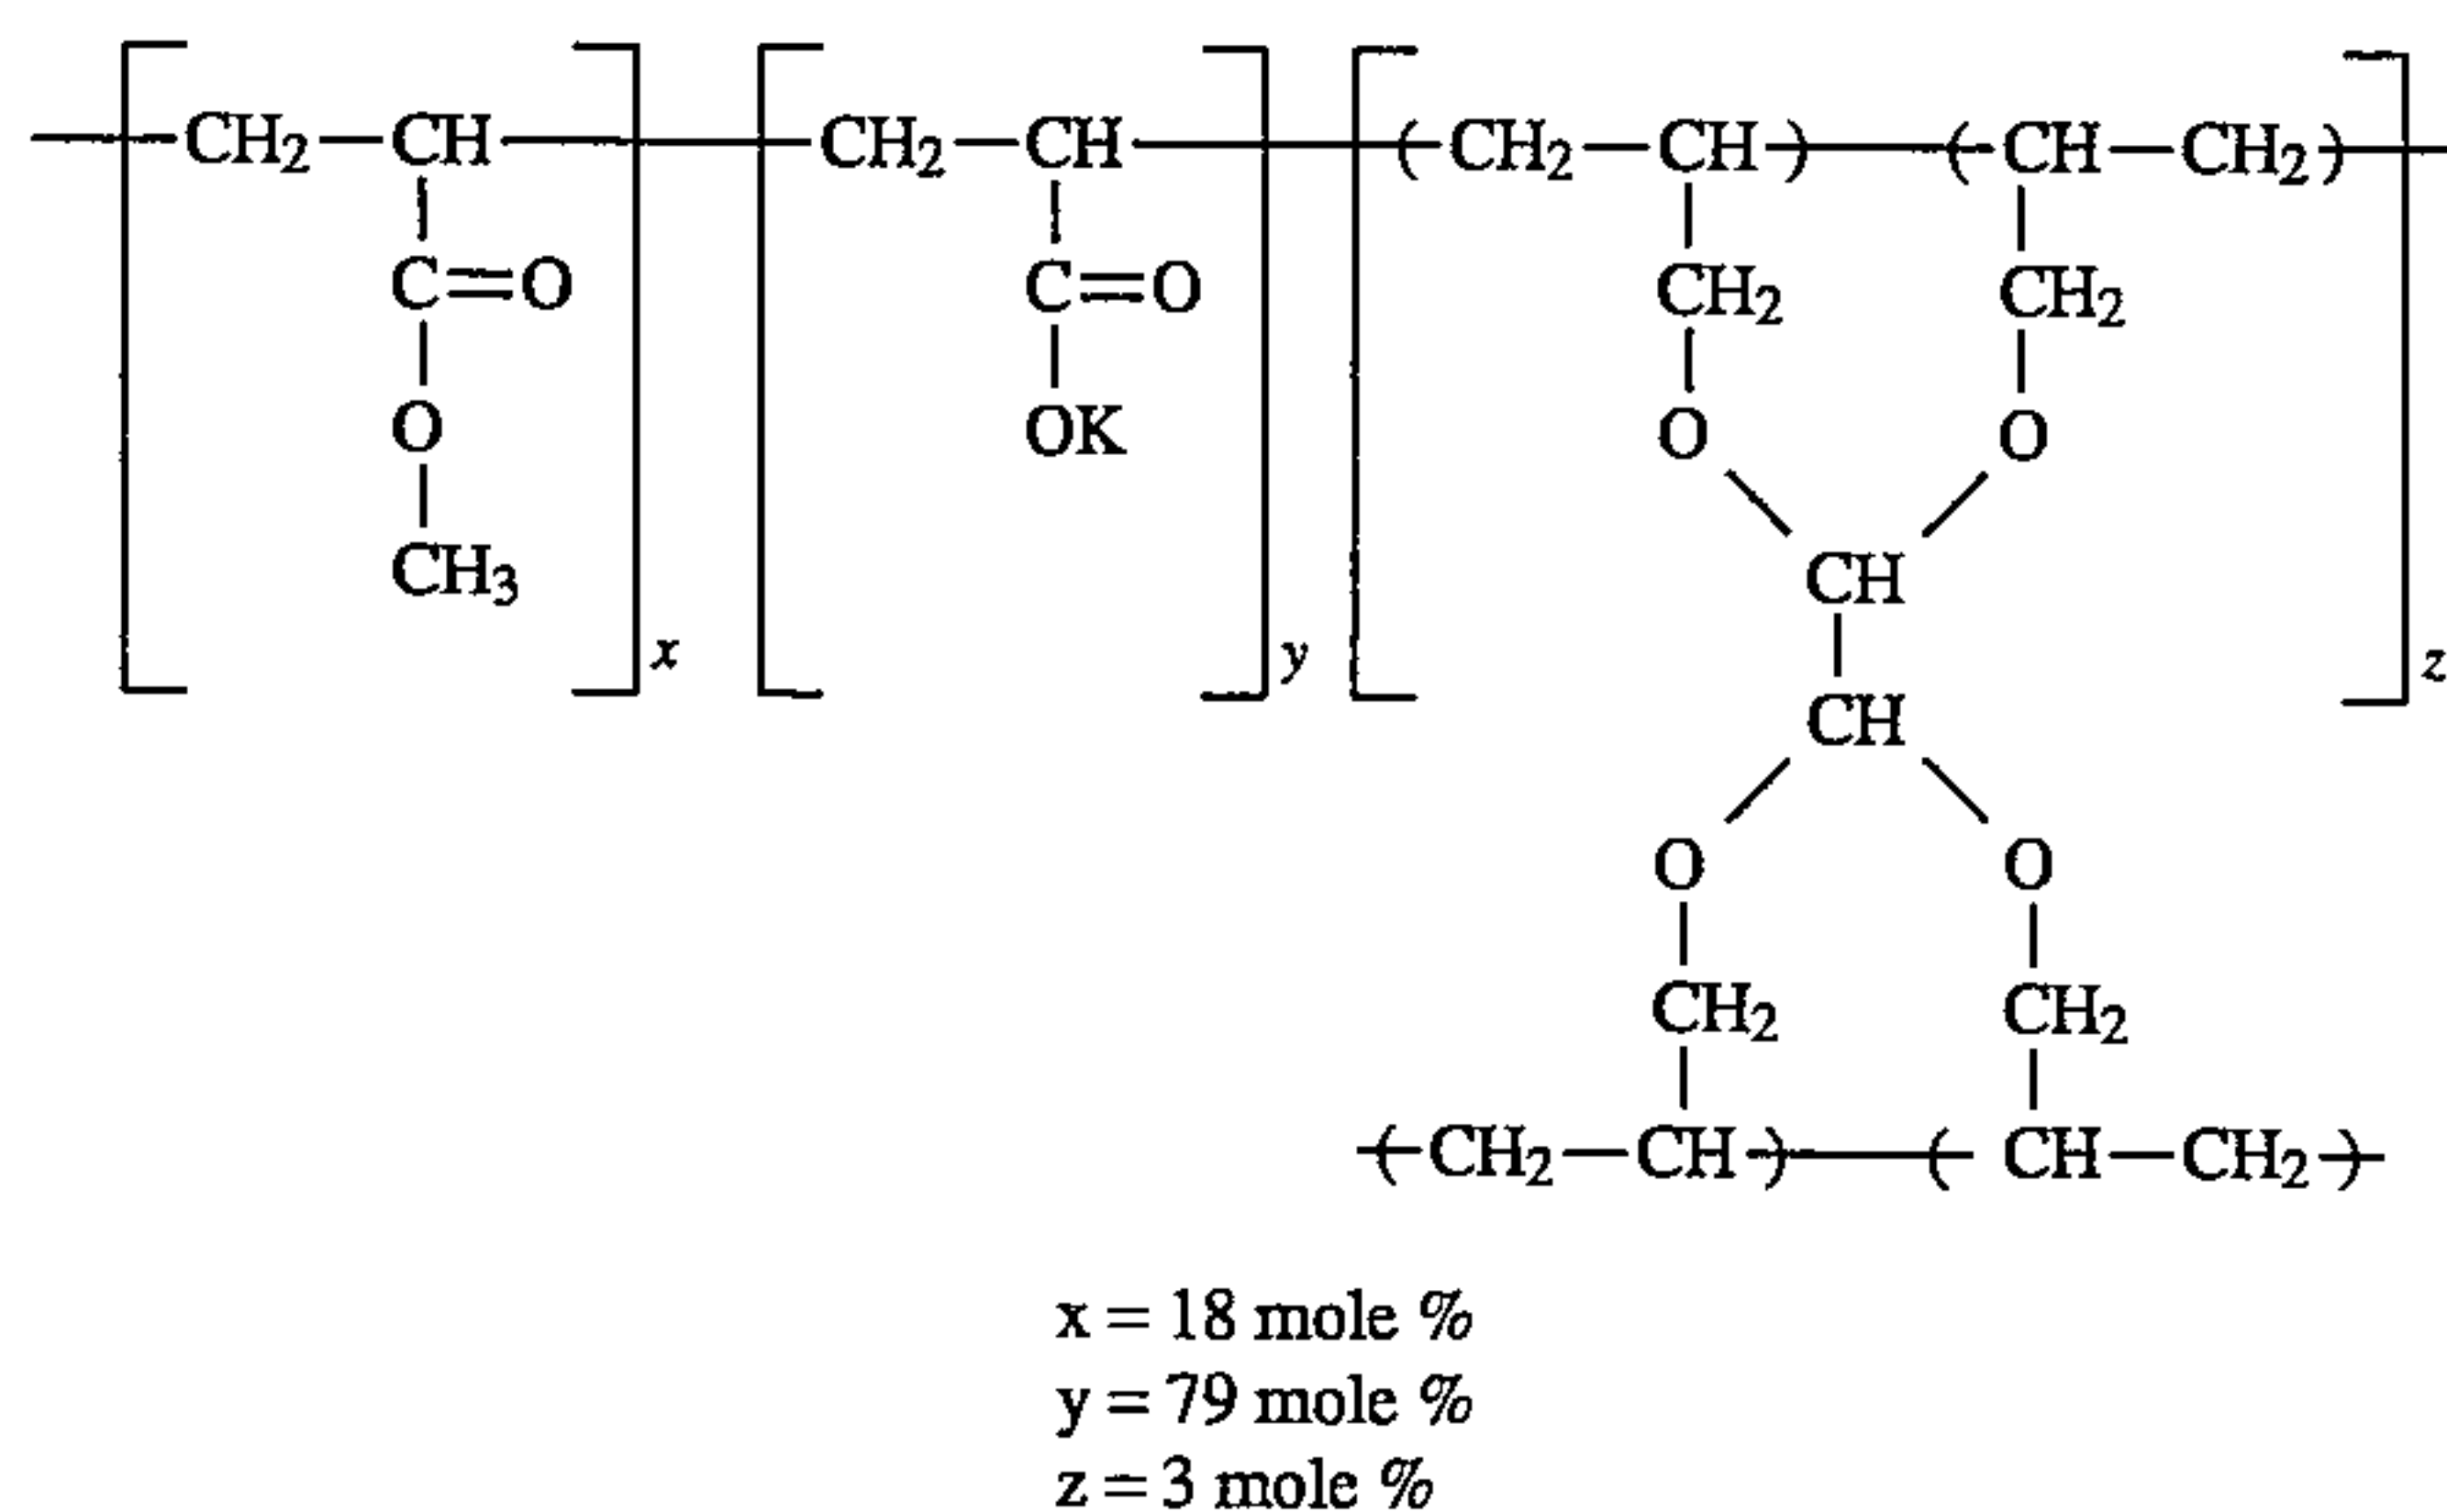 CH2 CH CH2 CH ( CH2 CH ) ( CH CH2 )
C=O C=O CH2 CH2
O OK O O
CH3 CH
x y z
CH
O O
CH2 CH2
( CH2 CH ) ( CH CH2 )
x = 18 mole %
y = 79 mole %
z = 3 mole %